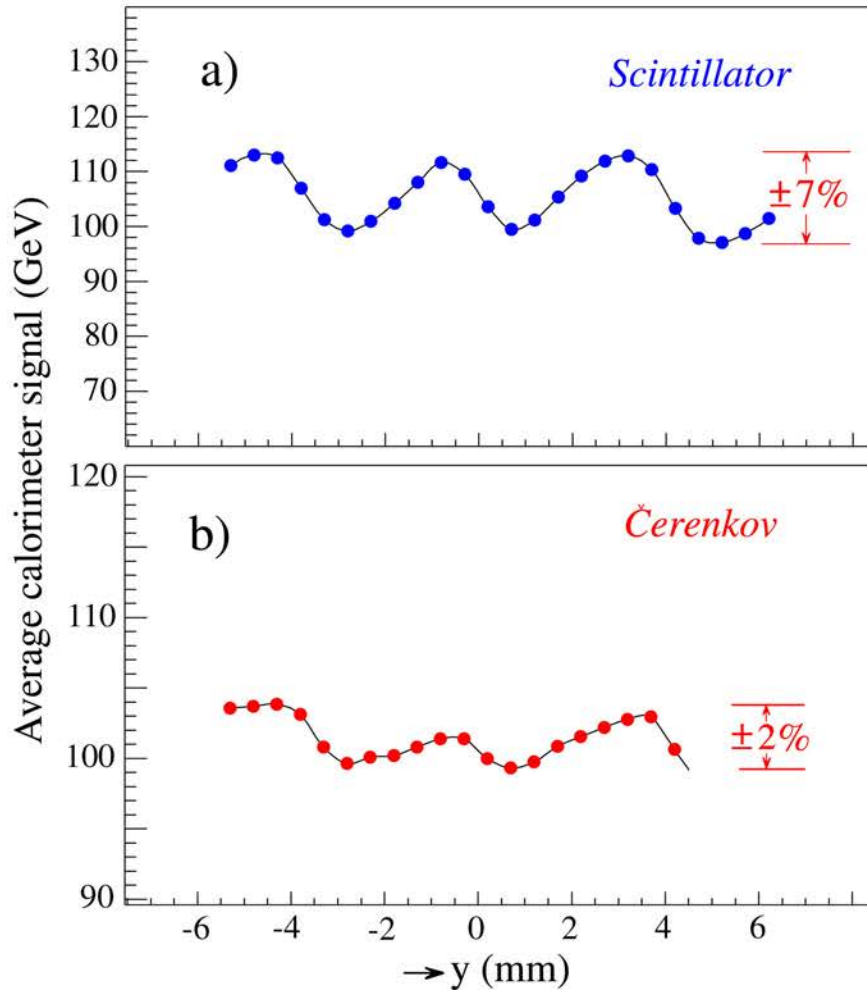 a)
Scintillator
130
120
110
100
90
80
70
±7%
Average calorimeter signal (GeV)
b)
Čerenkov
120
110
100
90
±2%
-6 -4 -2 0 2 4 6 8
→ y (mm)